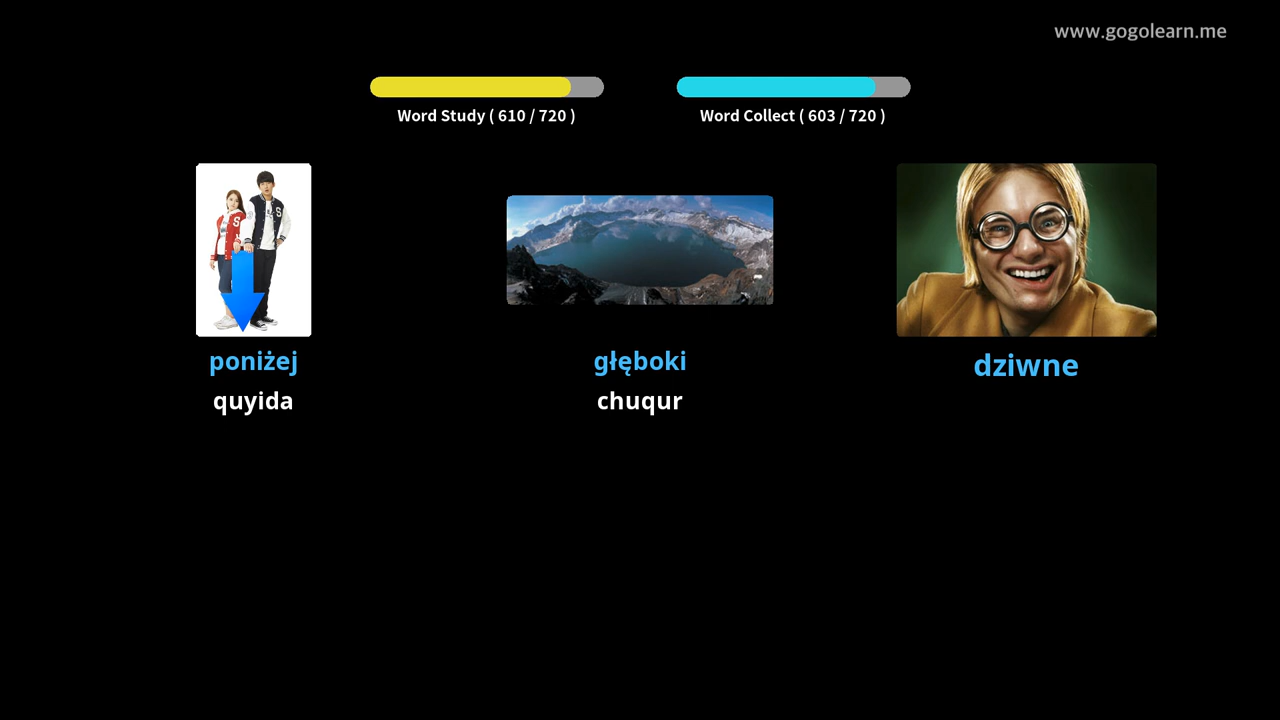 www.gogolearn.me
Word Study ( 610 / 720 )
Word Collect ( 603 / 720 )
poniżej
quyida
głęboki
chuqur
dziwne